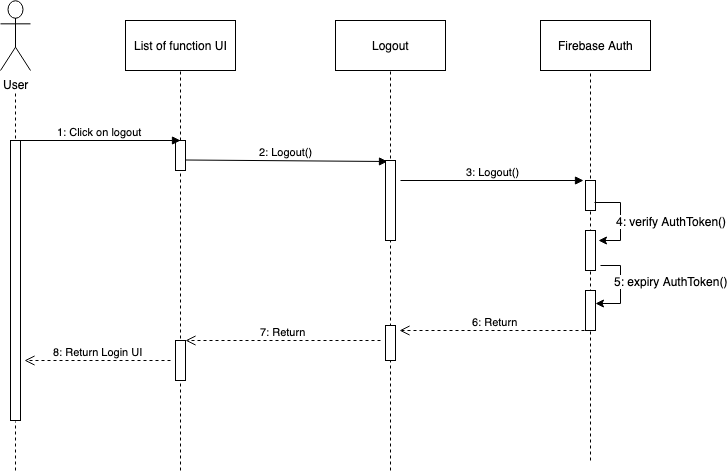 User
List of function UI
Logout
Firebase Auth
1: Click on logout
2: Logout()
3: Logout()
4: verify AuthToken()
5: expiry AuthToken()
6: Return
7: Return
8: Return Login UI